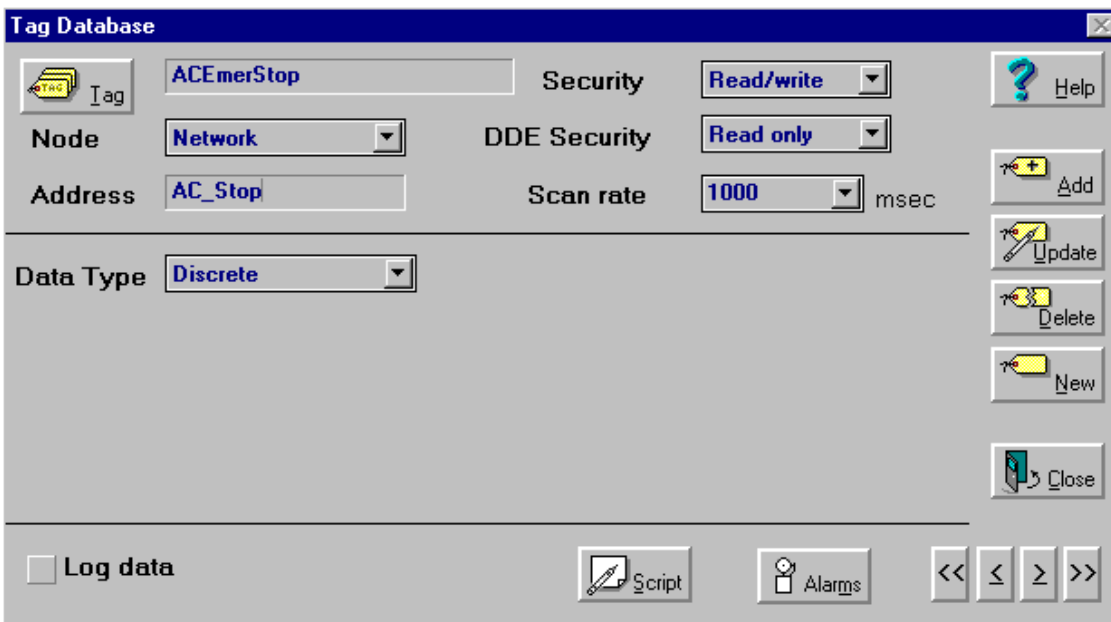 Tag Database
TAG Tag ACEmerStop Security Read/write Help
Node Network DDE Security Read only
Address AC_Stop Scan rate 1000 msec Add
Update
Data Type Discrete
Delete
New
Close
Log data Script Alarms << < > >>